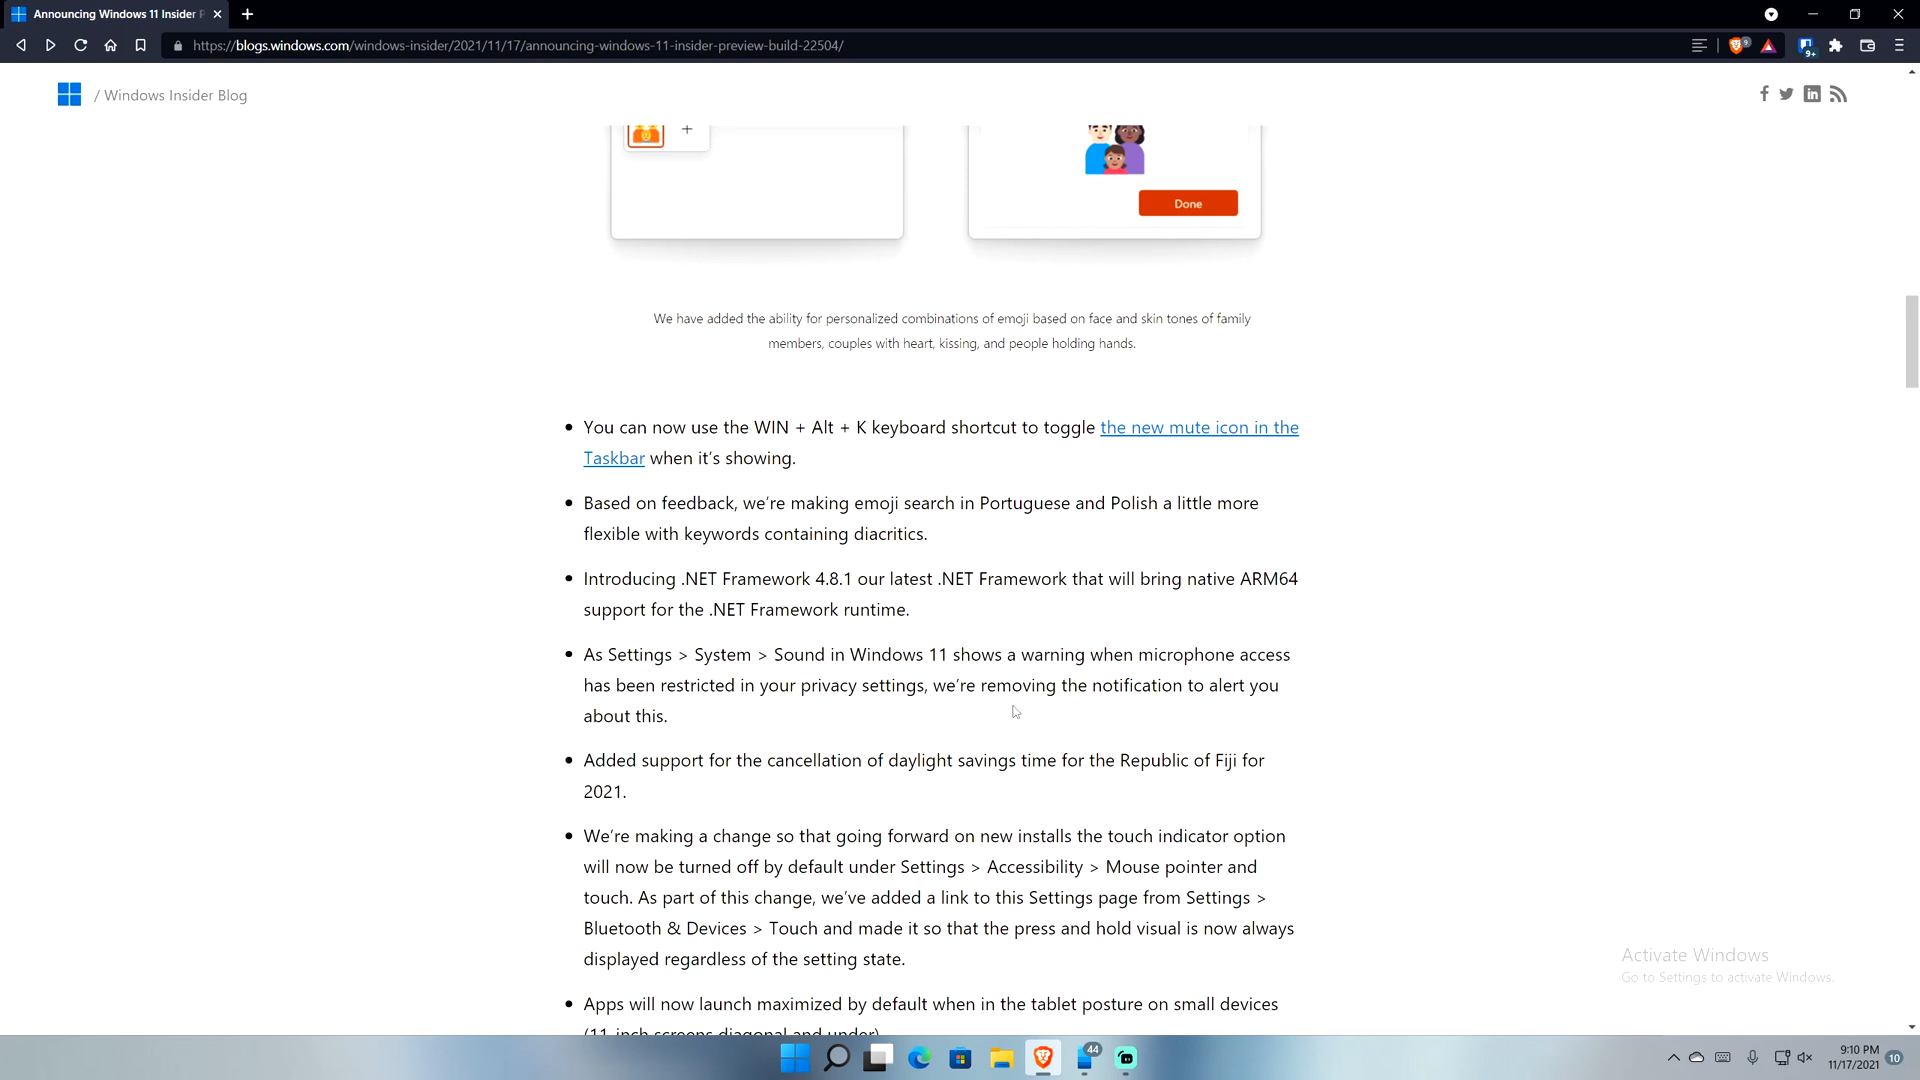 Announcing Windows 11 Insider P
https://blogs.windows.com/windows-insider/2021/11/17/announcing-windows-11-insider-preview-build-22504/
9
9+
/ Windows Insider Blog
+
Done
We have added the ability for personalized combinations of emoji based on face and skin tones of family
members, couples with heart, kissing, and people holding hands.
• You can now use the WIN + Alt + K keyboard shortcut to toggle the new mute icon in the
Taskbar when it's showing.
• Based on feedback, we're making emoji search in Portuguese and Polish a little more
flexible with keywords containing diacritics.
• Introducing .NET Framework 4.8.1 our latest .NET Framework that will bring native ARM64
support for the .NET Framework runtime.
• As Settings > System > Sound in Windows 11 shows a warning when microphone access
has been restricted in your privacy settings, we're removing the notification to alert you
about this.
• Added support for the cancellation of daylight savings time for the Republic of Fiji for
2021.
• We're making a change so that going forward on new installs the touch indicator option
will now be turned off by default under Settings > Accessibility > Mouse pointer and
touch. As part of this change, we've added a link to this Settings page from Settings >
Bluetooth & Devices > Touch and made it so that the press and hold visual is now always
displayed regardless of the setting state.
• Apps will now launch maximized by default when in the tablet posture on small devices
(11-inch screens diagonal and under).
Activate Windows
Go to Settings to activate Windows.
44
9:10 PM
11/17/2021
10